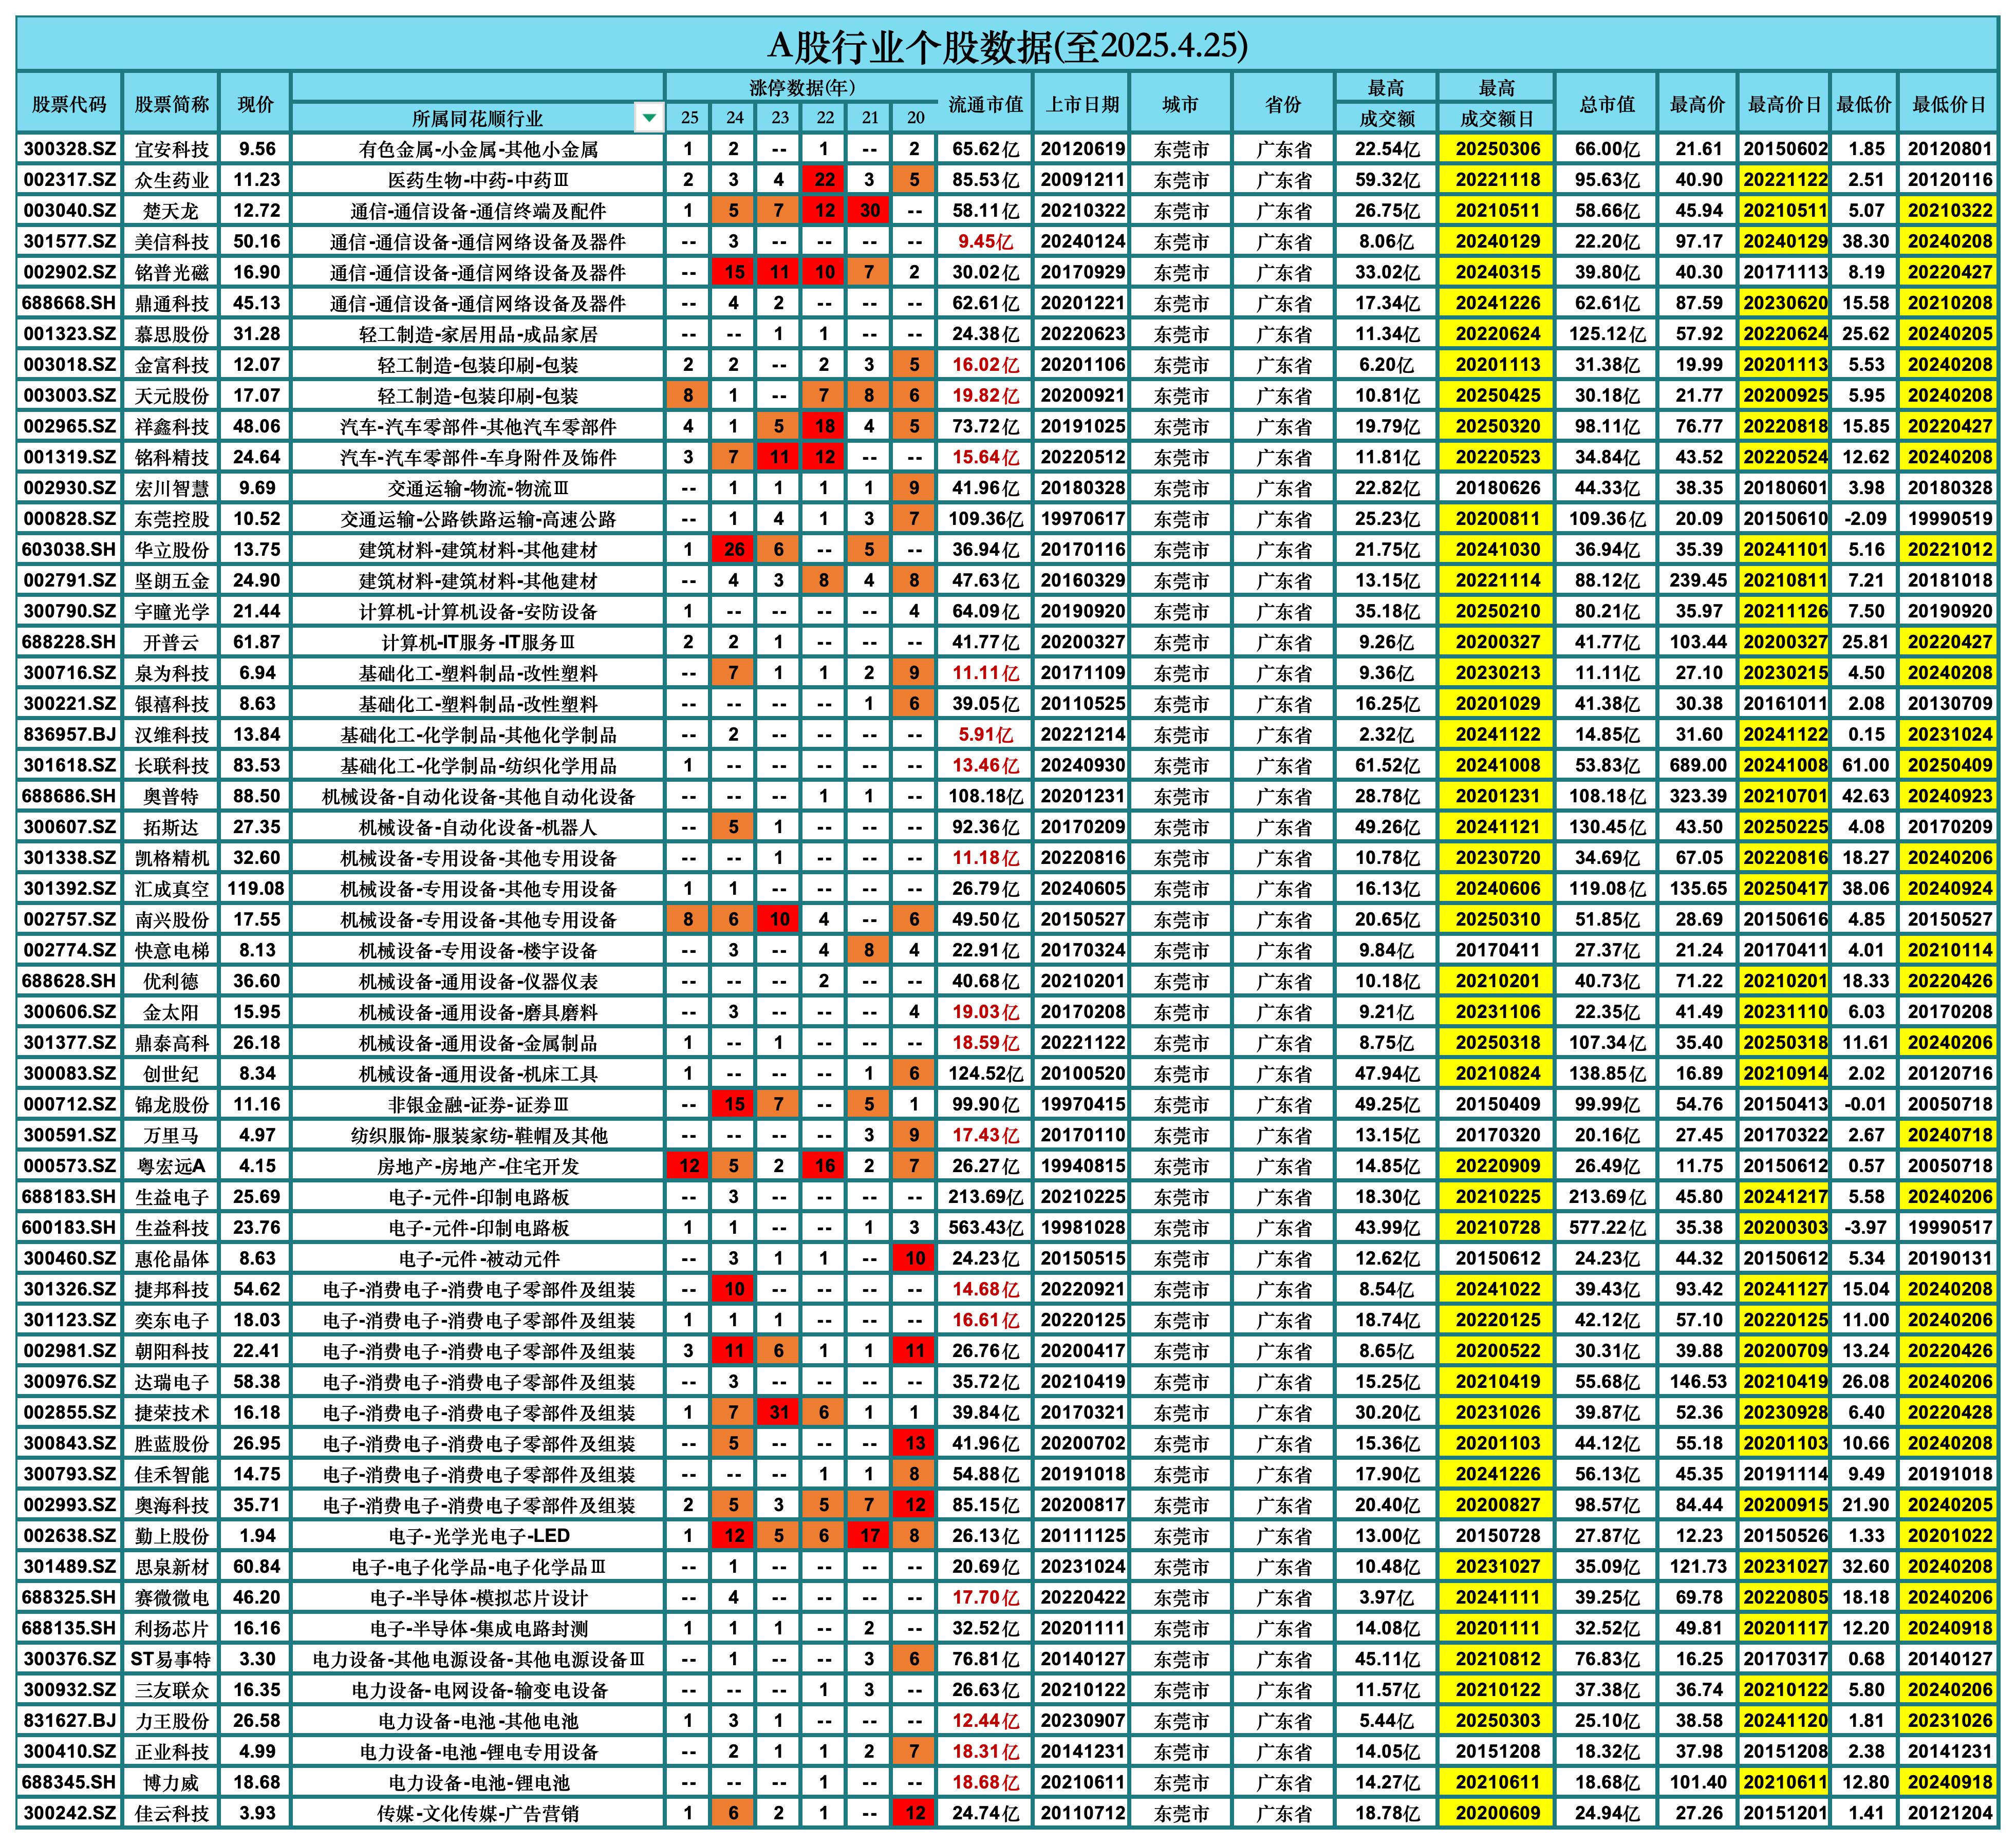 A股行业个股数据(至2025.4.25)
股票代码 股票简称 现价 所属同花顺行业 涨停数据(年) 25 24 23 22 21 20 流通市值 上市日期 城市 省份 最高成交额 最高成交额日 总市值 最高价 最高价日 最低价 最低价日
300328.SZ 宜安科技 9.56 有色金属-小金属-其他小金属 1 2 -- 1 -- 2 65.62亿 20120619 东莞市 广东省 22.54亿 20250306 66.00亿 21.61 20150602 1.85 20120801
002317.SZ 众生药业 11.23 医药生物-中药-中药Ⅲ 2 3 4 22 3 5 85.53亿 20091211 东莞市 广东省 59.32亿 20221118 95.63亿 40.90 20221122 2.51 20120116
003040.SZ 楚天龙 12.72 通信-通信设备-通信终端及配件 1 5 7 12 30 -- 58.11亿 20210322 东莞市 广东省 26.75亿 20210511 58.66亿 45.94 20210511 5.07 20210322
301577.SZ 美信科技 50.16 通信-通信设备-通信网络设备及器件 -- 3 -- -- -- -- 9.45亿 20240124 东莞市 广东省 8.06亿 20240129 22.20亿 97.17 20240129 38.30 20240208
002902.SZ 铭普光磁 16.90 通信-通信设备-通信网络设备及器件 -- 15 11 10 7 2 30.02亿 20170929 东莞市 广东省 33.02亿 20240315 39.80亿 40.30 20171113 8.19 20220427
688668.SH 鼎通科技 45.13 通信-通信设备-通信网络设备及器件 -- 4 2 -- -- -- 62.61亿 20201221 东莞市 广东省 17.34亿 20241226 62.61亿 87.59 20230620 15.58 20210208
001323.SZ 慕思股份 31.28 轻工制造-家居用品-成品家居 -- -- 1 1 -- -- 24.38亿 20220623 东莞市 广东省 11.34亿 20220624 125.12亿 57.92 20220624 25.62 20240205
003018.SZ 金富科技 12.07 轻工制造-包装印刷-包装 2 2 -- 2 3 5 16.02亿 20201106 东莞市 广东省 6.20亿 20201113 31.38亿 19.99 20201113 5.53 20240208
003003.SZ 天元股份 17.07 轻工制造-包装印刷-包装 8 1 -- 7 8 6 19.82亿 20200921 东莞市 广东省 10.81亿 20250425 30.18亿 21.77 20200925 5.95 20240208
002965.SZ 祥鑫科技 48.06 汽车-汽车零部件-其他汽车零部件 4 1 5 18 4 5 73.72亿 20191025 东莞市 广东省 19.79亿 20250320 98.11亿 76.77 20220818 15.85 20220427
001319.SZ 铭科精技 24.64 汽车-汽车零部件-车身附件及饰件 3 7 11 12 -- -- 15.64亿 20220512 东莞市 广东省 11.81亿 20220523 34.84亿 43.52 20220524 12.62 20240208
002930.SZ 宏川智慧 9.69 交通运输-物流-物流Ⅲ -- 1 1 1 1 9 41.96亿 20180328 东莞市 广东省 22.82亿 20180626 44.33亿 38.35 20180601 3.98 20180328
000828.SZ 东莞控股 10.52 交通运输-公路铁路运输-高速公路 -- 1 4 1 3 7 109.36亿 19970617 东莞市 广东省 25.23亿 20200811 109.36亿 20.09 20150610 -2.09 19990519
603038.SH 华立股份 13.75 建筑材料-建筑材料-其他建材 1 26 6 -- 5 -- 36.94亿 20170116 东莞市 广东省 21.75亿 20241030 36.94亿 35.39 20241101 5.16 20221012
002791.SZ 坚朗五金 24.90 建筑材料-建筑材料-其他建材 -- 4 3 8 4 8 47.63亿 20160329 东莞市 广东省 13.15亿 20221114 88.12亿 239.45 20210811 7.21 20181018
300790.SZ 宇瞳光学 21.44 计算机-计算机设备-安防设备 1 -- -- -- -- 4 64.09亿 20190920 东莞市 广东省 35.18亿 20250210 80.21亿 35.97 20211126 7.50 20190920
688228.SH 开普云 61.87 计算机-IT服务-IT服务Ⅲ 2 2 1 -- -- -- 41.77亿 20200327 东莞市 广东省 9.26亿 20200327 41.77亿 103.44 20200327 25.81 20220427
300716.SZ 泉为科技 6.94 基础化工-塑料制品-改性塑料 -- 7 1 1 2 9 11.11亿 20171109 东莞市 广东省 9.36亿 20230213 11.11亿 27.10 20230215 4.50 20240208
300221.SZ 银禧科技 8.63 基础化工-塑料制品-改性塑料 -- -- -- -- 1 6 39.05亿 20110525 东莞市 广东省 16.25亿 20201029 41.38亿 30.38 20161011 2.08 20130709
836957.BJ 汉维科技 13.84 基础化工-化学制品-其他化学制品 -- 2 -- -- -- -- 5.91亿 20221214 东莞市 广东省 2.32亿 20241122 14.85亿 31.60 20241122 0.15 20231024
301618.SZ 长联科技 83.53 基础化工-化学制品-纺织化学用品 1 -- -- -- -- -- 13.46亿 20240930 东莞市 广东省 61.52亿 20241008 53.83亿 689.00 20241008 61.00 20250409
688686.SH 奥普特 88.50 机械设备-自动化设备-其他自动化设备 -- -- -- 1 1 -- 108.18亿 20201231 东莞市 广东省 28.78亿 20201231 108.18亿 323.39 20210701 42.63 20240923
300607.SZ 拓斯达 27.35 机械设备-自动化设备-机器人 -- 5 1 -- -- -- 92.36亿 20170209 东莞市 广东省 49.26亿 20241121 130.45亿 43.50 20250225 4.08 20170209
301338.SZ 凯格精机 32.60 机械设备-专用设备-其他专用设备 -- -- 1 -- -- -- 11.18亿 20220816 东莞市 广东省 10.78亿 20230720 34.69亿 67.05 20220816 18.27 20240206
301392.SZ 汇成真空 119.08 机械设备-专用设备-其他专用设备 1 1 -- -- -- -- 26.79亿 20240605 东莞市 广东省 16.13亿 20240606 119.08亿 135.65 20250417 38.06 20240924
002757.SZ 南兴股份 17.55 机械设备-专用设备-其他专用设备 8 6 10 4 -- 6 49.50亿 20150527 东莞市 广东省 20.65亿 20250310 51.85亿 28.69 20150616 4.85 20150527
002774.SZ 快意电梯 8.13 机械设备-专用设备-楼宇设备 -- 3 -- 4 8 4 22.91亿 20170324 东莞市 广东省 9.84亿 20170411 27.37亿 21.24 20170411 4.01 20210114
688628.SH 优利德 36.60 机械设备-通用设备-仪器仪表 -- -- -- 2 -- -- 40.68亿 20210201 东莞市 广东省 10.18亿 20210201 40.73亿 71.22 20210201 18.33 20220426
300606.SZ 金太阳 15.95 机械设备-通用设备-磨具磨料 -- 3 -- -- -- 4 19.03亿 20170208 东莞市 广东省 9.21亿 20231106 22.35亿 41.49 20231110 6.03 20170208
301377.SZ 鼎泰高科 26.18 机械设备-通用设备-金属制品 1 -- 1 -- -- -- 18.59亿 20221122 东莞市 广东省 8.75亿 20250318 107.34亿 35.40 20250318 11.61 20240206
300083.SZ 创世纪 8.34 机械设备-通用设备-机床工具 1 -- -- -- 1 6 124.52亿 20100520 东莞市 广东省 47.94亿 20210824 138.85亿 16.89 20210914 2.02 20120716
000712.SZ 锦龙股份 11.16 非银金融-证券-证券Ⅲ -- 15 7 -- 5 1 99.90亿 19970415 东莞市 广东省 49.25亿 20150409 99.99亿 54.76 20150413 -0.01 20050718
300591.SZ 万里马 4.97 纺织服饰-服装家纺-鞋帽及其他 -- -- -- -- 3 9 17.43亿 20170110 东莞市 广东省 13.15亿 20170320 20.16亿 27.45 20170322 2.67 20240718
000573.SZ 粤宏远A 4.15 房地产-房地产-住宅开发 12 5 2 16 2 7 26.27亿 19940815 东莞市 广东省 14.85亿 20220909 26.49亿 11.75 20150612 0.57 20050718
688183.SH 生益电子 25.69 电子-元件-印制电路板 -- 3 -- -- -- -- 213.69亿 20210225 东莞市 广东省 18.30亿 20210225 213.69亿 45.80 20241217 5.58 20240206
600183.SH 生益科技 23.76 电子-元件-印制电路板 1 1 -- -- 1 3 563.43亿 19981028 东莞市 广东省 43.99亿 20210728 577.22亿 35.38 20200303 -3.97 19990517
300460.SZ 惠伦晶体 8.63 电子-元件-被动元件 -- 3 1 1 -- 10 24.23亿 20150515 东莞市 广东省 12.62亿 20150612 24.23亿 44.32 20150612 5.34 20190131
301326.SZ 捷邦科技 54.62 电子-消费电子-消费电子零部件及组装 -- 10 -- -- -- -- 14.68亿 20220921 东莞市 广东省 8.54亿 20241022 39.43亿 93.42 20241127 15.04 20240208
301123.SZ 奕东电子 18.03 电子-消费电子-消费电子零部件及组装 1 1 1 -- -- -- 16.61亿 20220125 东莞市 广东省 18.74亿 20220125 42.12亿 57.10 20220125 11.00 20240206
002981.SZ 朝阳科技 22.41 电子-消费电子-消费电子零部件及组装 3 11 6 1 1 11 26.76亿 20200417 东莞市 广东省 8.65亿 20200522 30.31亿 39.88 20200709 13.24 20220426
300976.SZ 达瑞电子 58.38 电子-消费电子-消费电子零部件及组装 -- 3 -- -- -- -- 35.72亿 20210419 东莞市 广东省 15.25亿 20210419 55.68亿 146.53 20210419 26.08 20240206
002855.SZ 捷荣技术 16.18 电子-消费电子-消费电子零部件及组装 1 7 31 6 1 1 39.84亿 20170321 东莞市 广东省 30.20亿 20231026 39.87亿 52.36 20230928 6.40 20220428
300843.SZ 胜蓝股份 26.95 电子-消费电子-消费电子零部件及组装 -- 5 -- -- -- 13 41.96亿 20200702 东莞市 广东省 15.36亿 20201103 44.12亿 55.18 20201103 10.66 20240208
300793.SZ 佳禾智能 14.75 电子-消费电子-消费电子零部件及组装 -- -- -- 1 1 8 54.88亿 20191018 东莞市 广东省 17.90亿 20241226 56.13亿 45.35 20191114 9.49 20191018
002993.SZ 奥海科技 35.71 电子-消费电子-消费电子零部件及组装 2 5 3 5 7 12 85.15亿 20200817 东莞市 广东省 20.40亿 20200827 98.57亿 84.44 20200915 21.90 20240205
002638.SZ 勤上股份 1.94 电子-光学光电子-LED 1 12 5 6 17 8 26.13亿 20111125 东莞市 广东省 13.00亿 20150728 27.87亿 12.23 20150526 1.33 20201022
301489.SZ 思泉新材 60.84 电子-电子化学品-电子化学品Ⅲ -- 1 -- -- -- -- 20.69亿 20231024 东莞市 广东省 10.48亿 20231027 35.09亿 121.73 20231027 32.60 20240208
688325.SH 赛微微电 46.20 电子-半导体-模拟芯片设计 -- 4 -- -- -- -- 17.70亿 20220422 东莞市 广东省 3.97亿 20241111 39.25亿 69.78 20220805 18.18 20240206
688135.SH 利扬芯片 16.16 电子-半导体-集成电路封测 1 1 1 -- 2 -- 32.52亿 20201111 东莞市 广东省 14.08亿 20201111 32.52亿 49.81 20201117 12.20 20240918
300376.SZ ST易事特 3.30 电力设备-其他电源设备-其他电源设备Ⅲ -- 1 -- -- 3 6 76.81亿 20140127 东莞市 广东省 45.11亿 20210812 76.83亿 16.25 20170317 0.68 20140127
300932.SZ 三友联众 16.35 电力设备-电网设备-输变电设备 -- -- -- 1 3 -- 26.63亿 20210122 东莞市 广东省 11.57亿 20210122 37.38亿 36.74 20210122 5.80 20240206
831627.BJ 力王股份 26.58 电力设备-电池-其他电池 1 3 1 -- -- -- 12.44亿 20230907 东莞市 广东省 5.44亿 20250303 25.10亿 38.58 20241120 1.81 20231026
300410.SZ 正业科技 4.99 电力设备-电池-锂电专用设备 -- 2 1 1 2 7 18.31亿 20141231 东莞市 广东省 14.05亿 20151208 18.32亿 37.98 20151208 2.38 20141231
688345.SH 博力威 18.68 电力设备-电池-锂电池 -- -- -- 1 -- -- 18.68亿 20210611 东莞市 广东省 14.27亿 20210611 18.68亿 101.40 20210611 12.80 20240918
300242.SZ 佳云科技 3.93 传媒-文化传媒-广告营销 1 6 2 1 -- 12 24.74亿 20110712 东莞市 广东省 18.78亿 20200609 24.94亿 27.26 20151201 1.41 20121204